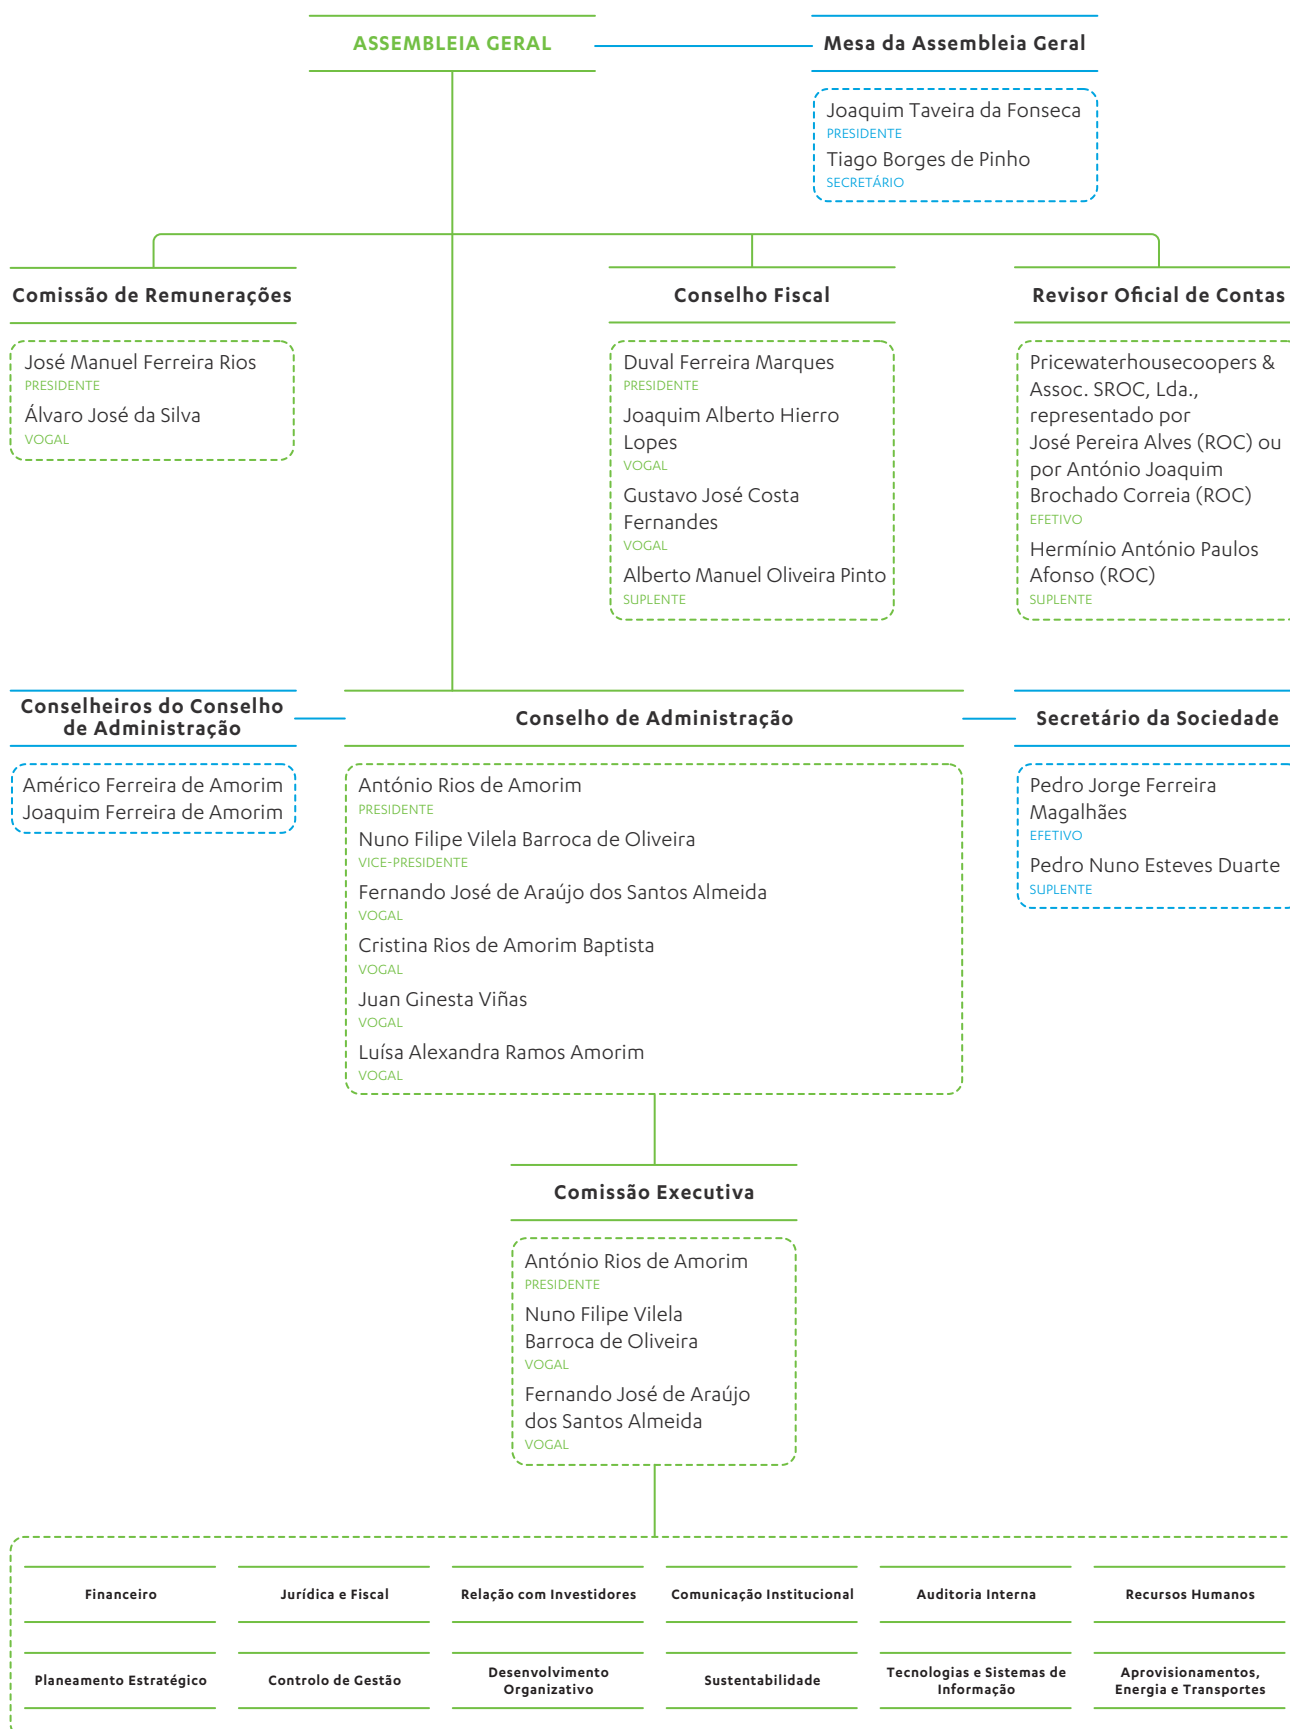 ASSEMBLEIA GERAL
Mesa da Assembleia Geral
Joaquim Taveira da Fonseca
PRESIDENTE
Tiago Borges de Pinho
SECRETÁRIO
Comissão de Remunerações
José Manuel Ferreira Rios
PRESIDENTE
Álvaro José da Silva
VOGAL
Conselho Fiscal
Duval Ferreira Marques
PRESIDENTE
Joaquim Alberto Hierro
Lopes
VOGAL
Gustavo José Costa
Fernandes
VOGAL
Alberto Manuel Oliveira Pinto
SUPLENTE
Revisor Oficial de Contas
Pricewaterhousecoopers &
Assoc. SROC, Lda.,
representado por
José Pereira Alves (ROC) ou
por António Joaquim
Brochado Correia (ROC)
EFETIVO
Hermínio António Paulos
Afonso (ROC)
SUPLENTE
Conselheiros do Conselho
de Administração
Américo Ferreira de Amorim
Joaquim Ferreira de Amorim
Conselho de Administração
António Rios de Amorim
PRESIDENTE
Nuno Filipe Vilela Barroca de Oliveira
VICE-PRESIDENTE
Fernando José de Araújo dos Santos Almeida
VOGAL
Cristina Rios de Amorim Baptista
VOGAL
Juan Ginesta Viñas
VOGAL
Luísa Alexandra Ramos Amorim
VOGAL
Secretário da Sociedade
Pedro Jorge Ferreira
Magalhães
EFETIVO
Pedro Nuno Esteves Duarte
SUPLENTE
Comissão Executiva
António Rios de Amorim
PRESIDENTE
Nuno Filipe Vilela
Barroca de Oliveira
VOGAL
Fernando José de Araújo
dos Santos Almeida
VOGAL
Financeiro
Jurídica e Fiscal
Relação com Investidores
Comunicação Institucional
Auditoria Interna
Recursos Humanos
Planeamento Estratégico
Controlo de Gestão
Desenvolvimento
Organizativo
Sustentabilidade
Tecnologias e Sistemas de
Informação
Aprovisionamentos,
Energia e Transportes